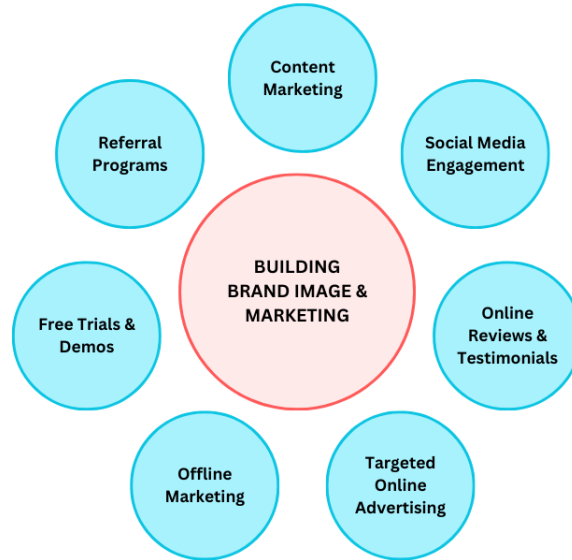 Content
Marketing
Referral
Programs
Social Media
Engagement
BUILDING
BRAND IMAGE &
MARKETING
Free Trials &
Demos
Online
Reviews &
Testimonials
Offline
Marketing
Targeted
Online
Advertising